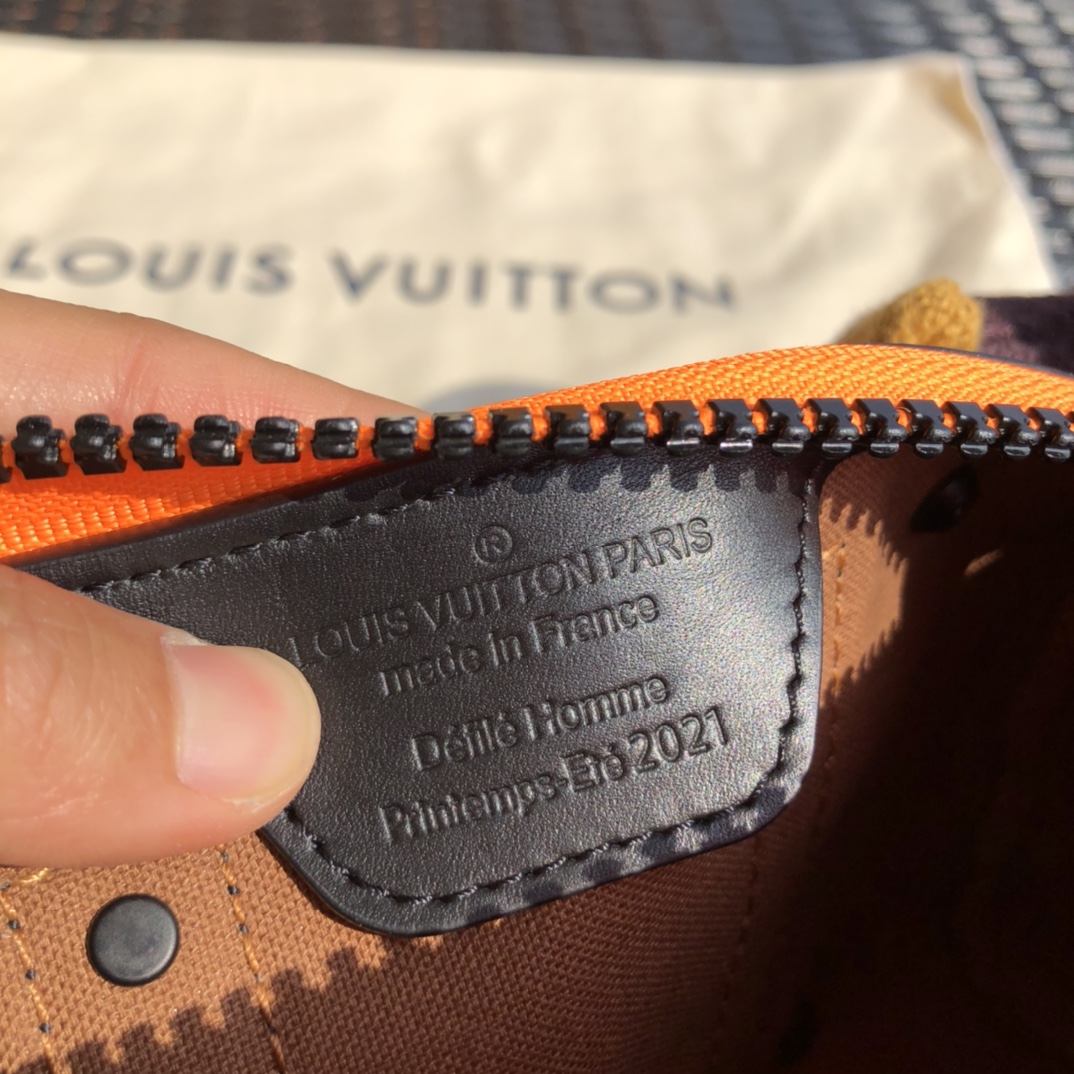 LOUIS VUITTON
®
LOUIS VUITTON PARIS
made in France
Défilé Homme
Printemps-Eté 2021